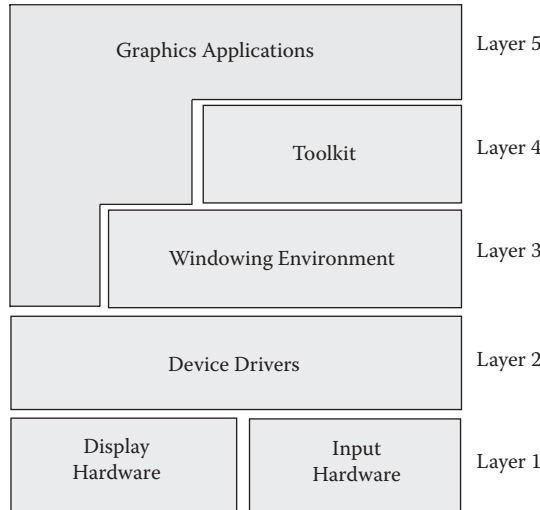 Graphics Applications
Layer 5
Toolkit
Layer 4
Windowing Environment
Layer 3
Device Drivers
Layer 2
Display
Hardware
Input
Hardware
Layer 1